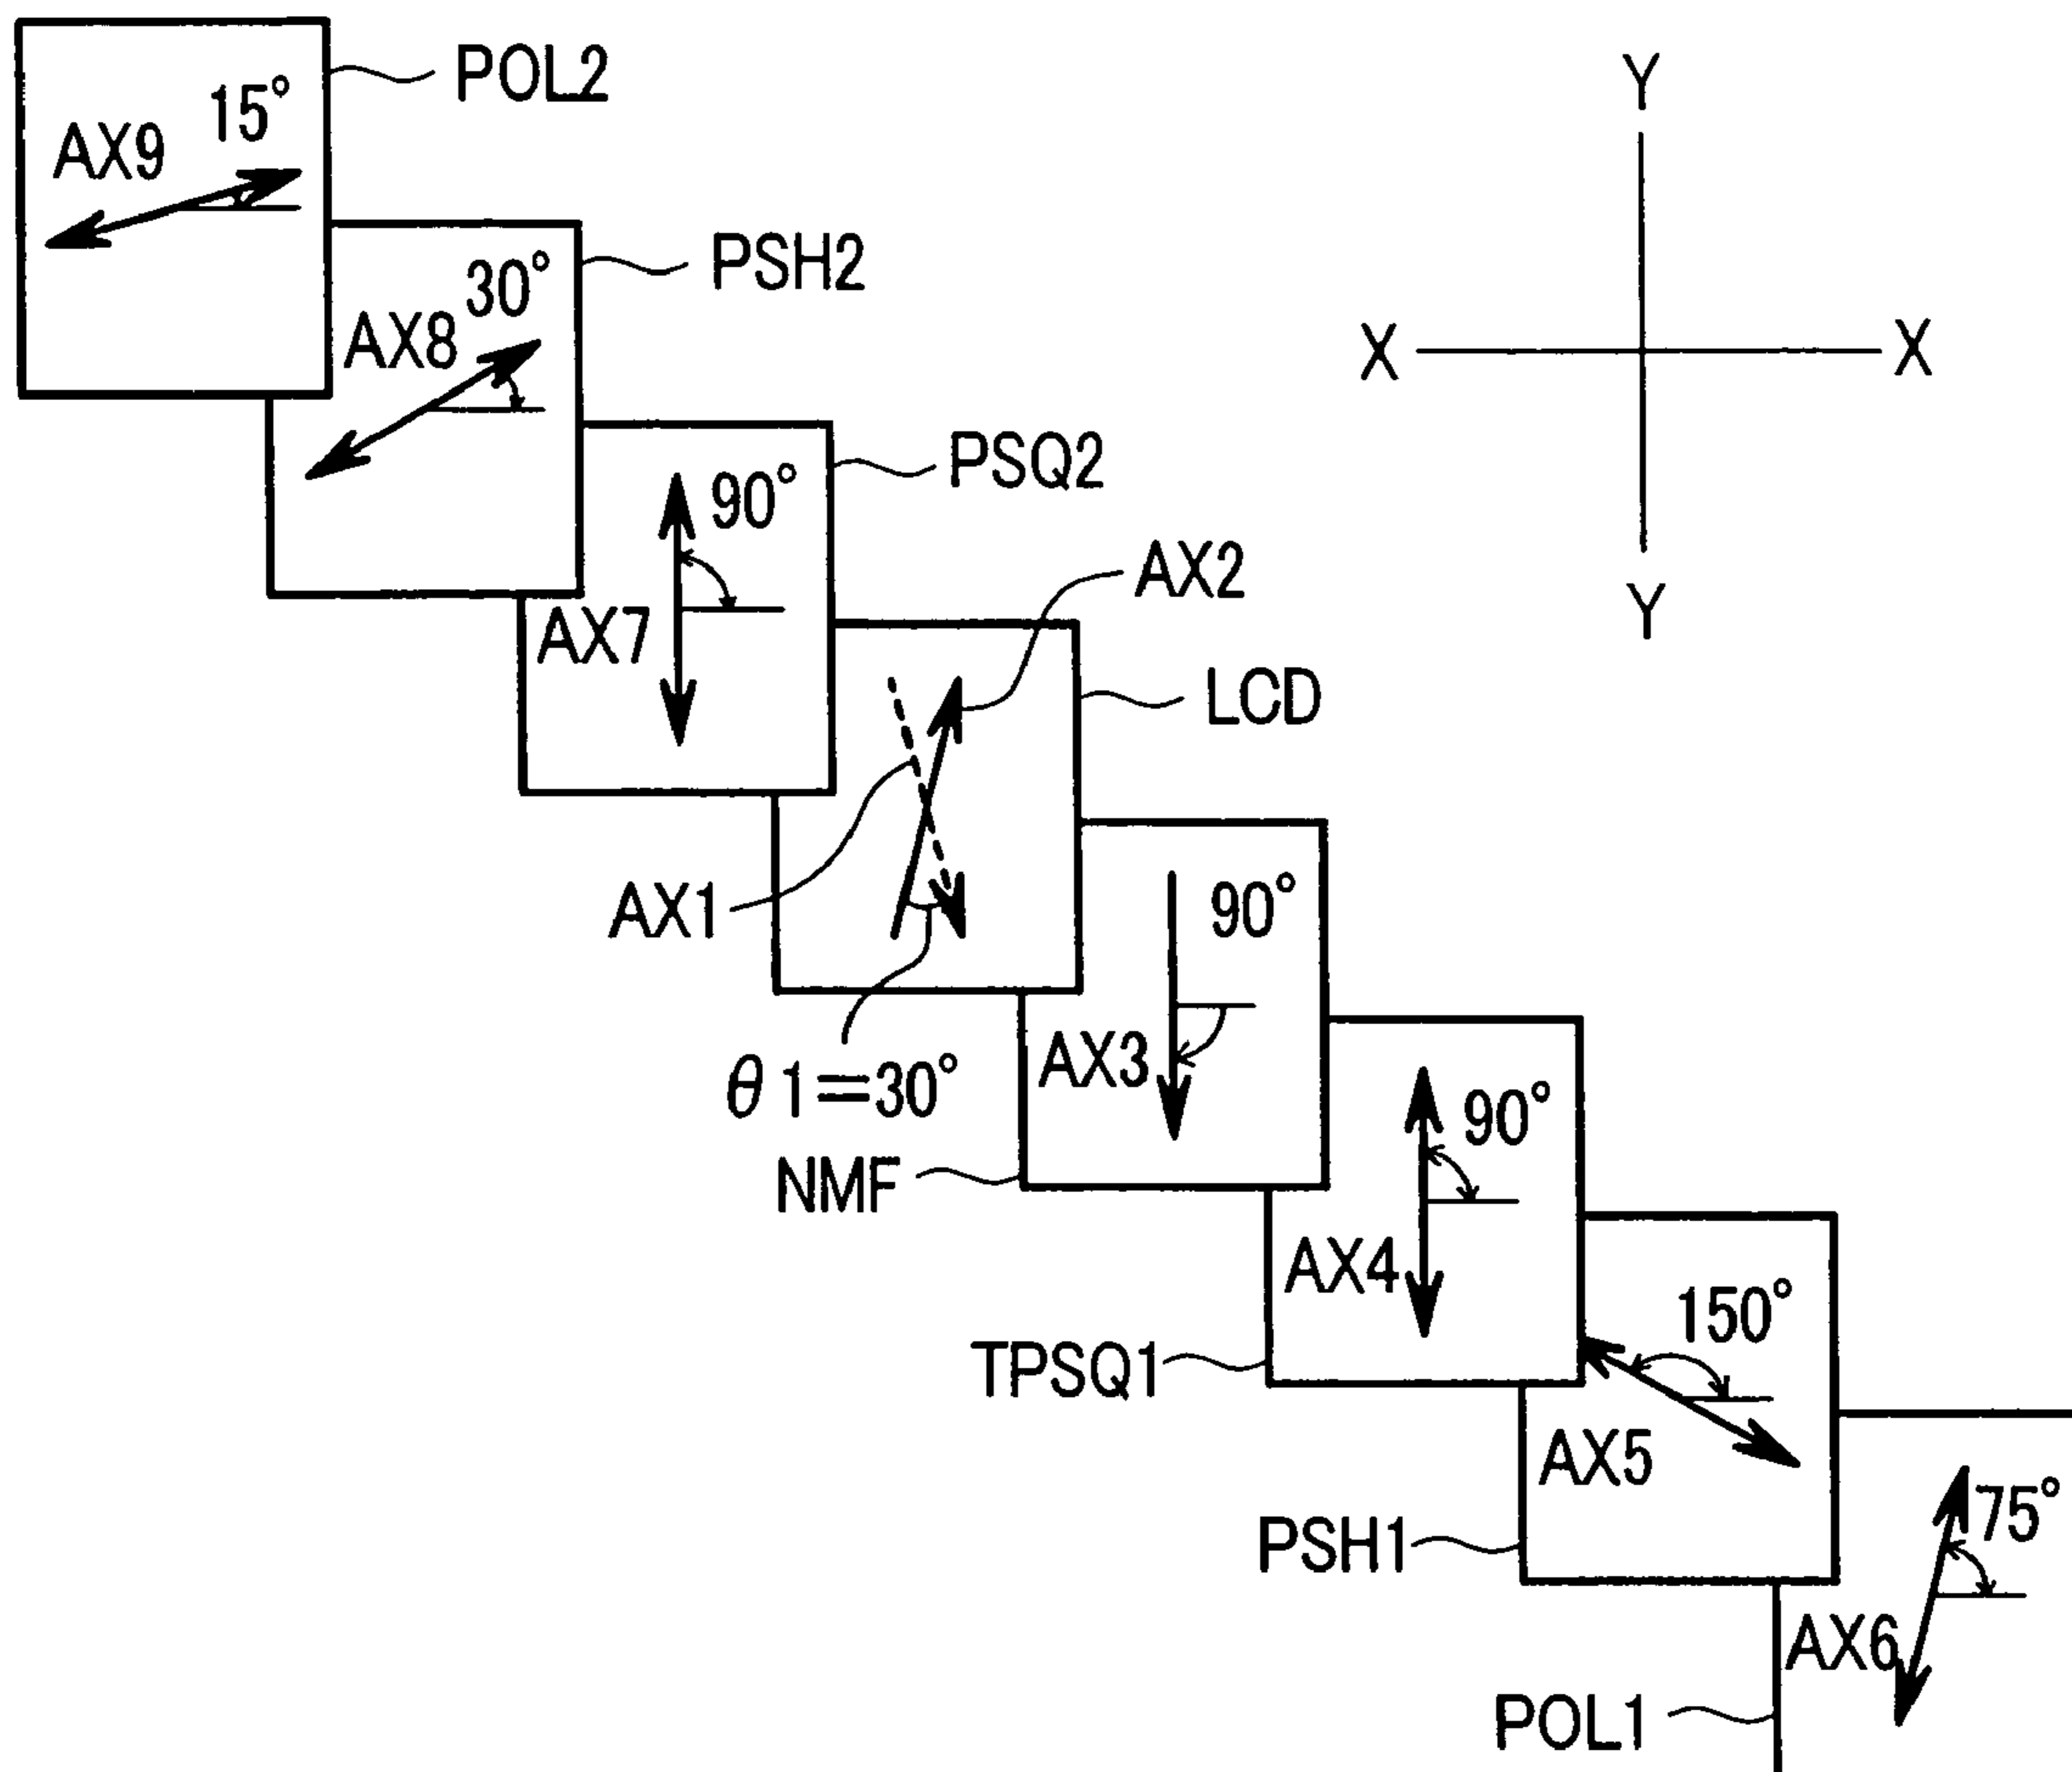 POL2
15°
AX9
Y
PSH2
30°
AX8
X
X
PSQ2
90°
AX7
AX2
Y
LCD
AX1
90°
AX3
θ1=30°
NMF
90°
AX4
TPSQ1
150°
AX5
PSH1
75°
AX6
POL1